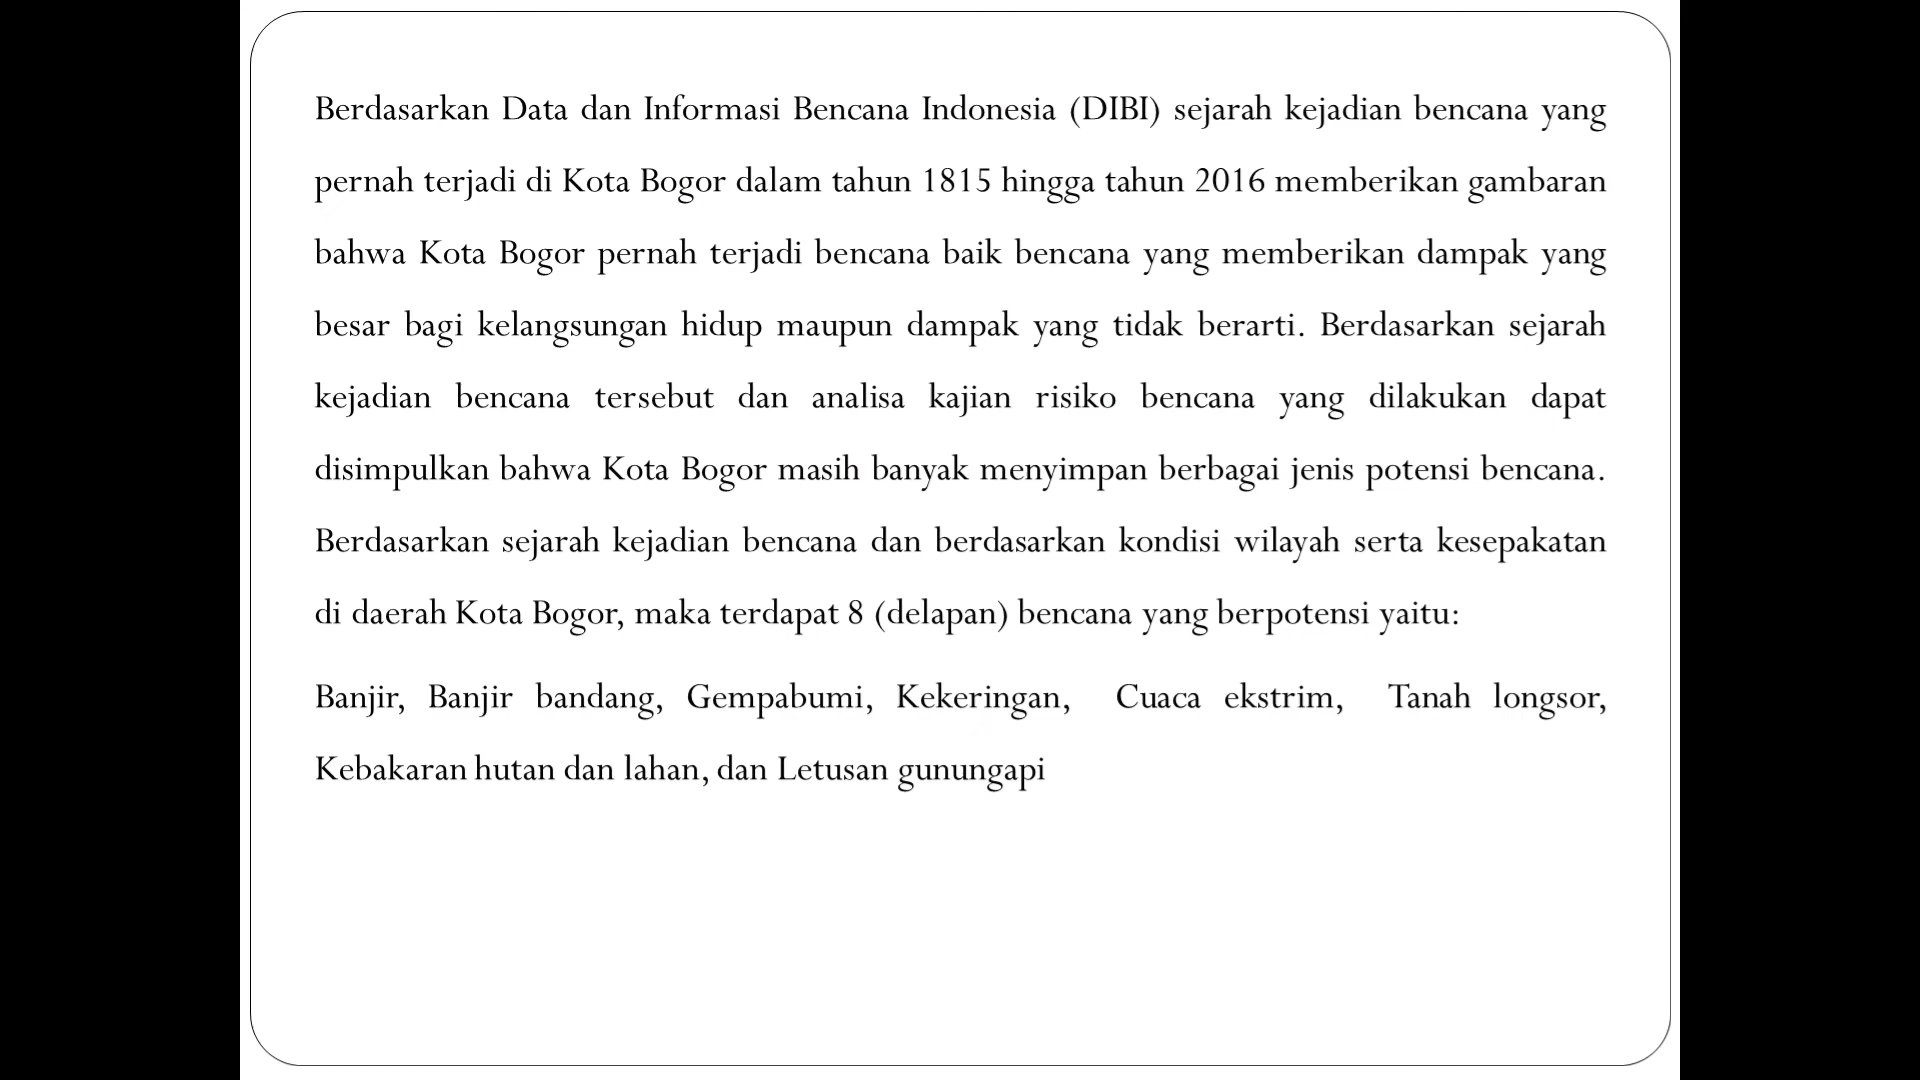 Berdasarkan Data dan Informasi Bencana Indonesia (DIBI) sejarah kejadian bencana yang
pernah terjadi di Kota Bogor dalam tahun 1815 hingga tahun 2016 memberikan gambaran
bahwa Kota Bogor pernah terjadi bencana baik bencana yang memberikan dampak yang
besar bagi kelangsungan hidup maupun dampak yang tidak berarti. Berdasarkan sejarah
kejadian bencana tersebut dan analisa kajian risiko bencana yang dilakukan dapat
disimpulkan bahwa Kota Bogor masih banyak menyimpan berbagai jenis potensi bencana.
Berdasarkan sejarah kejadian bencana dan berdasarkan kondisi wilayah serta kesepakatan
di daerah Kota Bogor, maka terdapat 8 (delapan) bencana yang berpotensi yaitu:
Banjir, Banjir bandang, Gempabumi, Kekeringan, Cuaca ekstrim, Tanah longsor,
Kebakaran hutan dan lahan, dan Letusan gunungapi